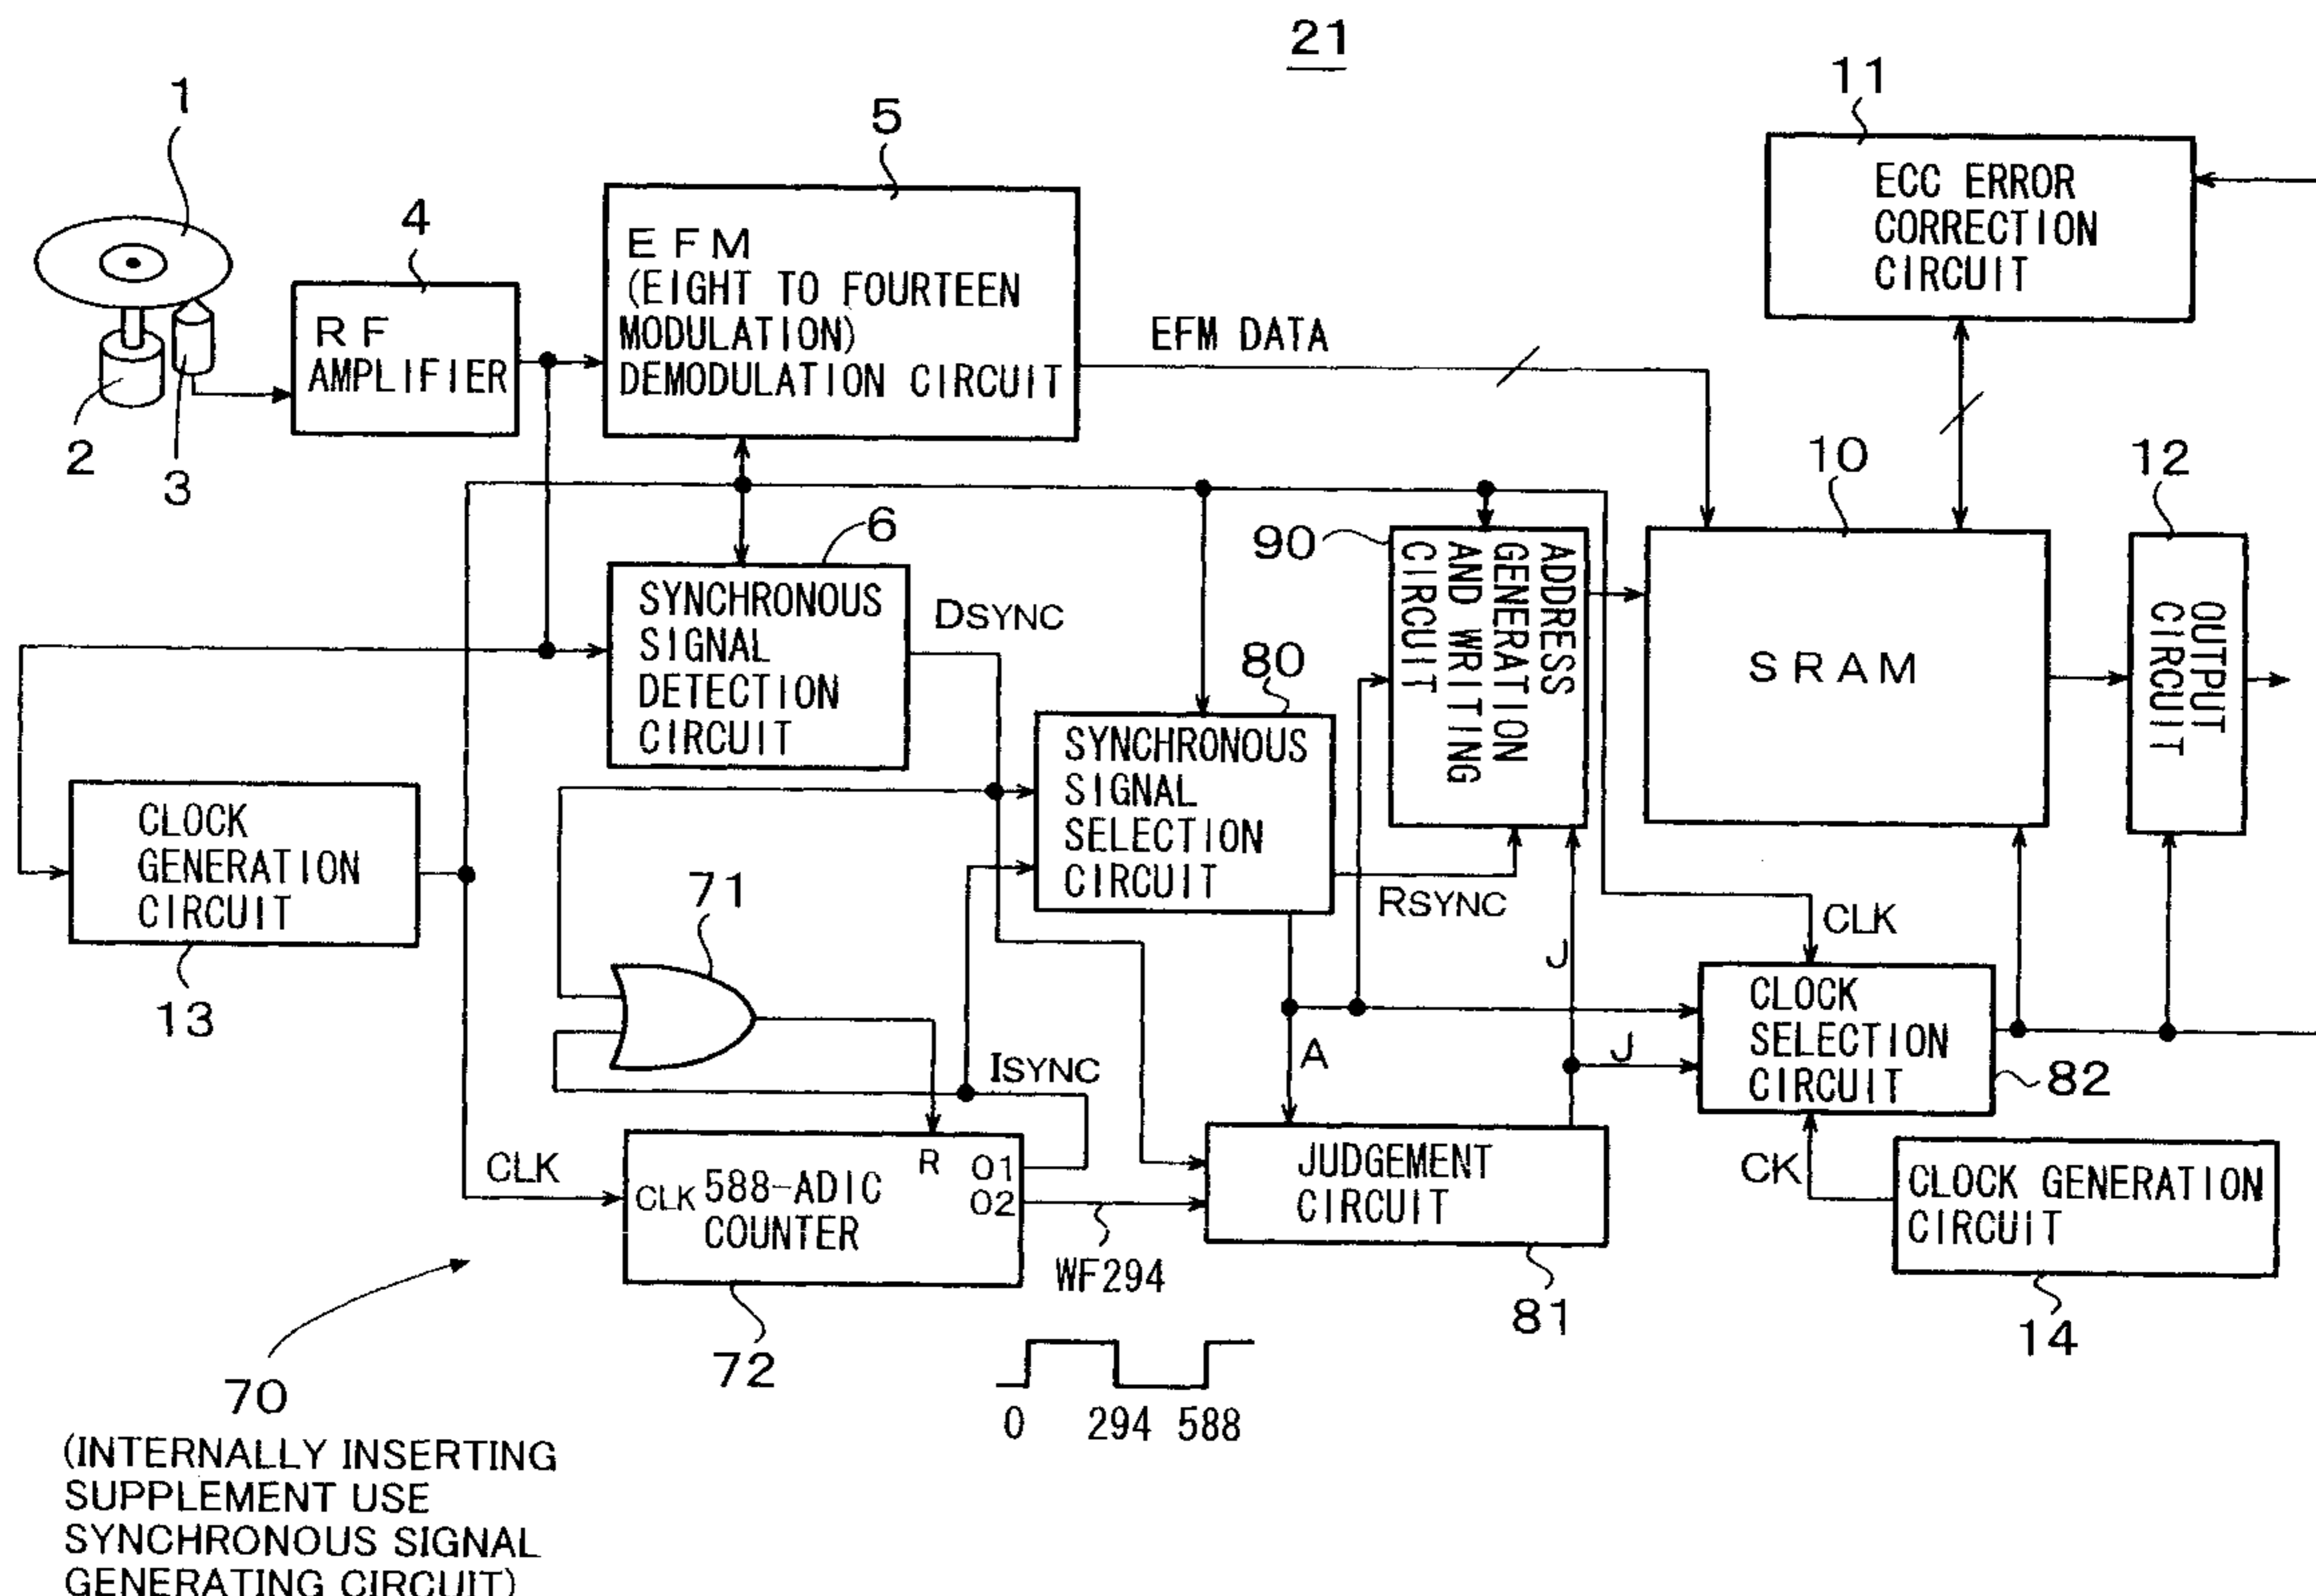 21
1
2
3
4
R F
AMPLIFIER
5
E F M
(EIGHT TO FOURTEEN
MODULATION)
DEMODULATION CIRCUIT
EFM DATA
11
ECC ERROR
CORRECTION
CIRCUIT
6
SYNCHRONOUS
SIGNAL
DETECTION
CIRCUIT
DSYNC
90
ADDRESS
GENERATION
AND WRITING
CIRCUIT
10
SRAM
12
OUTPUT
CIRCUIT
80
SYNCHRONOUS
SIGNAL
SELECTION
CIRCUIT
RSYNC
CLOCK
GENERATION
CIRCUIT
13
71
ISYNC
A
J
J
CLK
CLOCK
SELECTION
CIRCUIT
82
CLK
CLK
588-ADIC
COUNTER
R
O1
O2
72
WF294
JUDGEMENT
CIRCUIT
81
CK
CLOCK GENERATION
CIRCUIT
14
0
294
588
70
(INTERNALLY INSERTING
SUPPLEMENT USE
SYNCHRONOUS SIGNAL
GENERATING CIRCUIT)